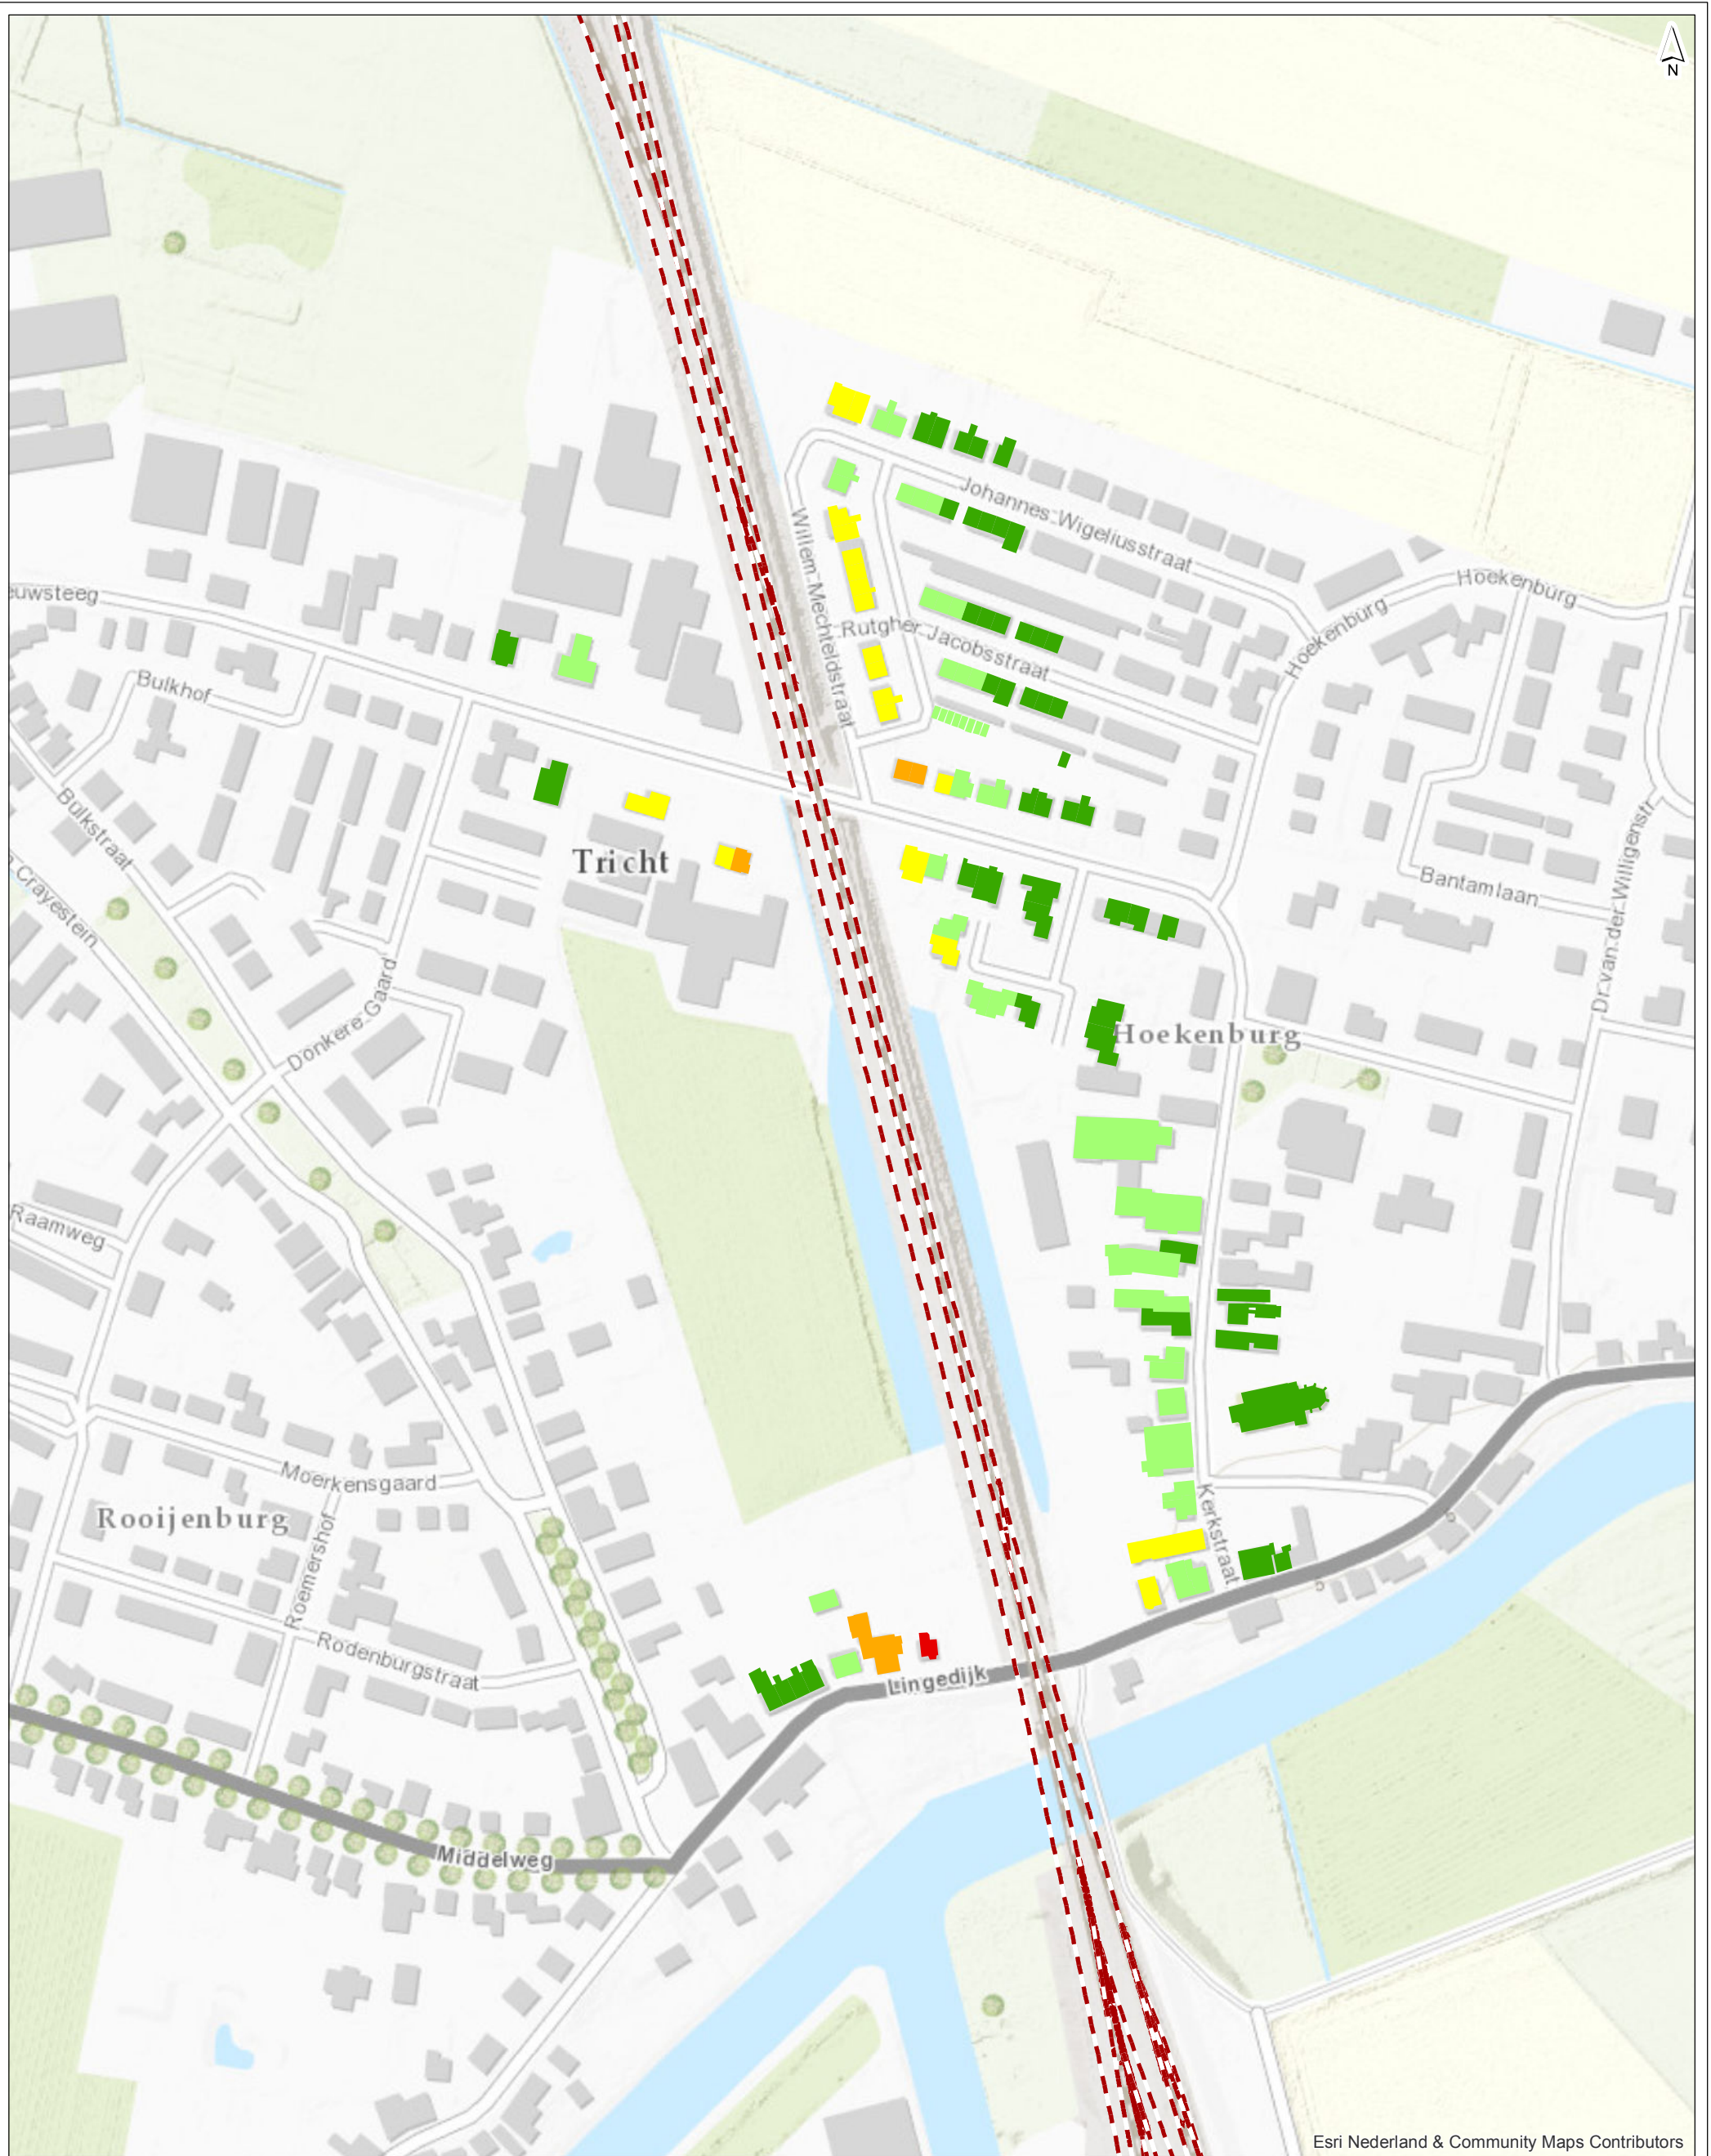 N
Johannes Wigeliusstraat
Willem Mechteldstraat
Hoekenburg
Hoekenburg
euwsteeg
Rutgher Jacobsstraat
Bulkhof
Bulkstraat
Tricht
Crayestein
Bantamlaan
Dr van der Willigenstr
Donkere Gaard
Hoekenburg
Raamweg
Moerkensgaard
Rooijenburg
Roemershof
Kerkstraat
Rodenburgstraat
Lingedijk
Middelweg
Esri Nederland & Community Maps Contributors